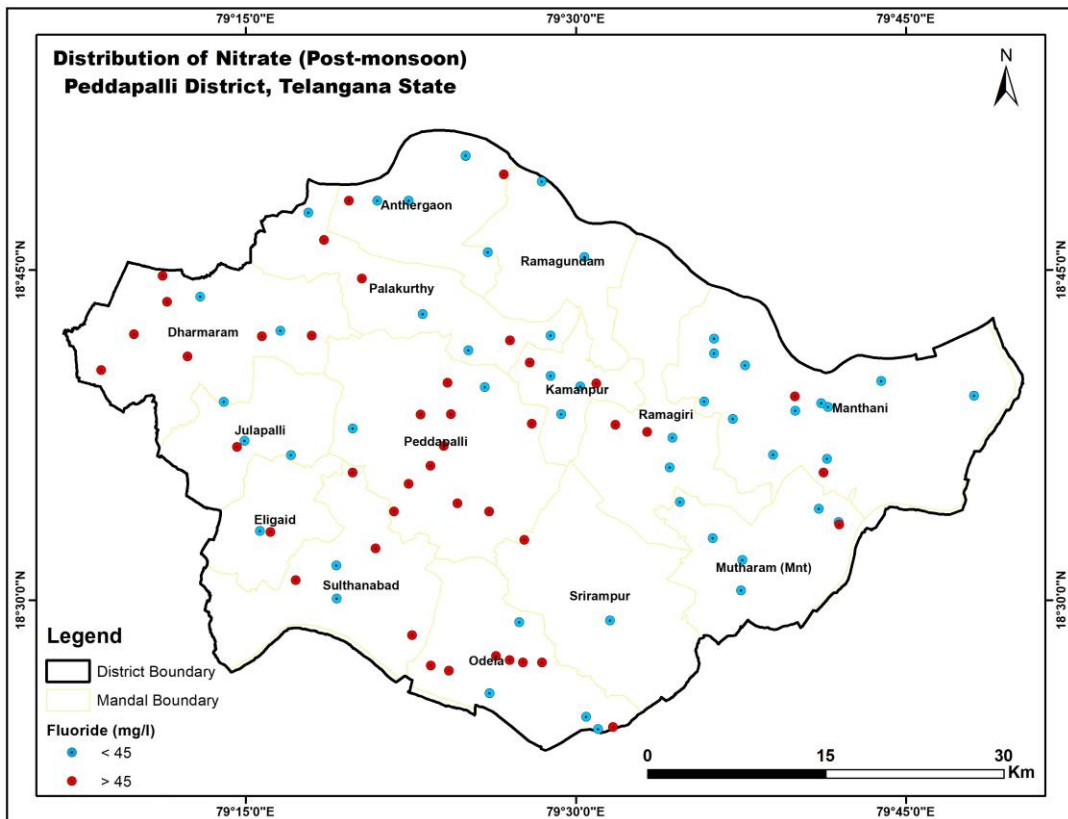 79°15'0"E 79°30'0"E 79°45'0"E
Distribution of Nitrate (Post-monsoon)
Peddapalli District, Telangana State
N
Anthergaon
Ramagundam
18°45'0"N 18°45'0"N
Palakurthy
Dharmaram
Kamanpur
Manthani
Ramagiri
Julapalli
Peddapalli
Eligaid
Mutharam (Mnt)
Sulthanabad
Srirampur
18°30'0"N 18°30'0"N
Odela
Legend
District Boundary
Mandal Boundary
Fluoride (mg/l)
< 45
> 45
0 15 30
Km
79°15'0"E 79°30'0"E 79°45'0"E